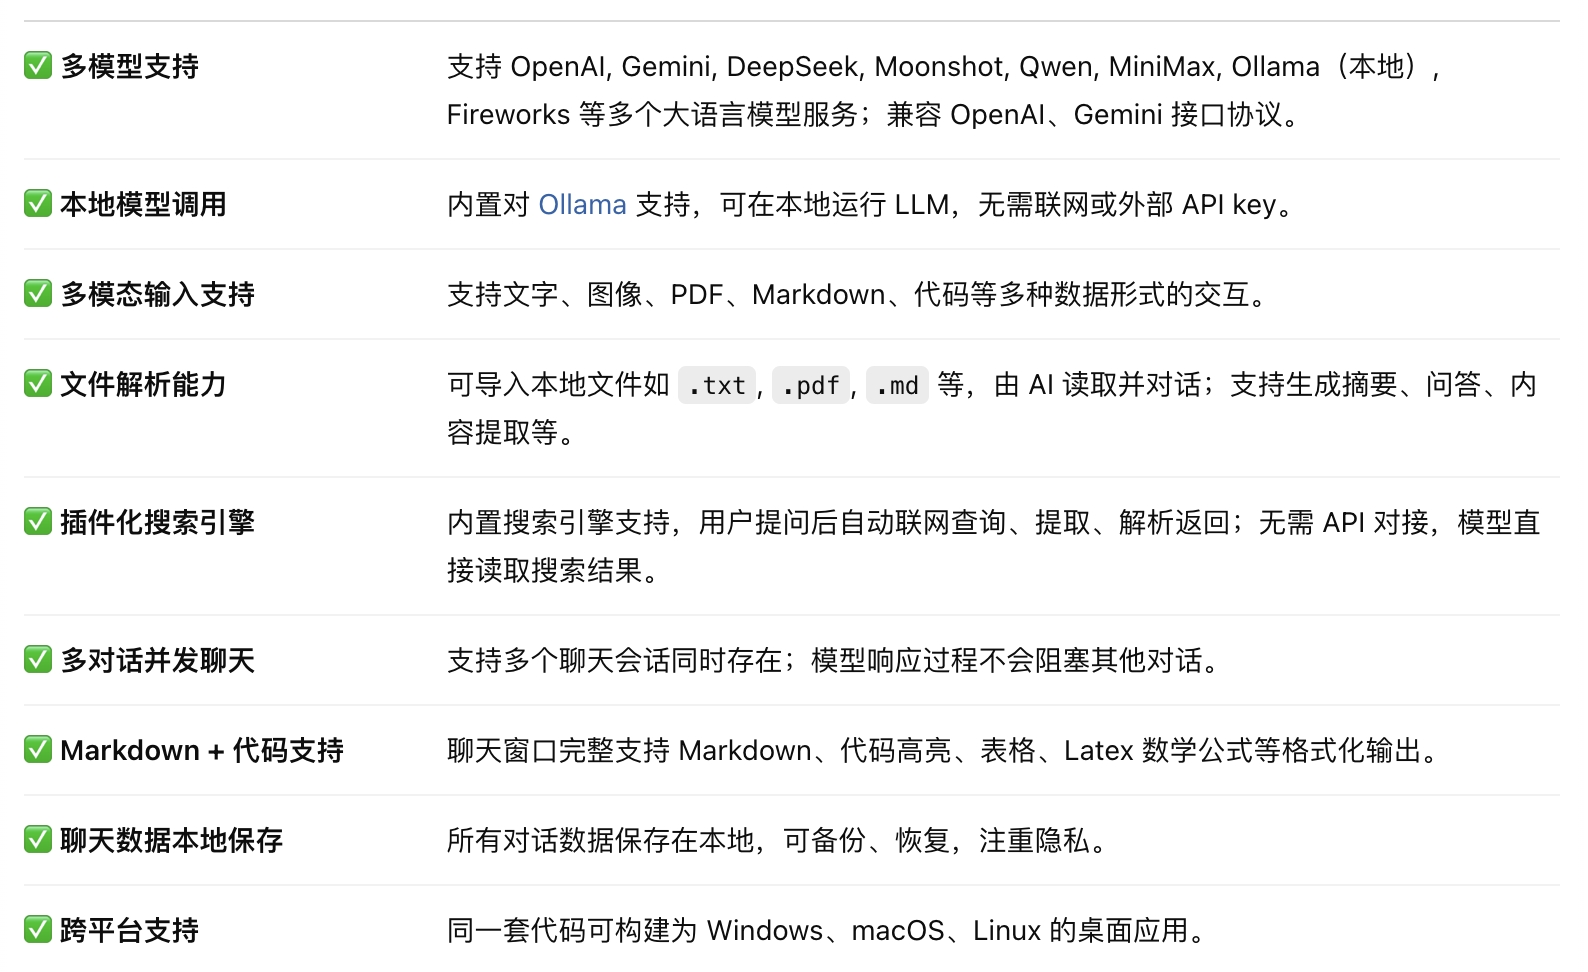 ✅ 多模型支持
支持 OpenAI, Gemini, DeepSeek, Moonshot, Qwen, MiniMax, Ollama（本地）,
Fireworks 等多个大语言模型服务；兼容 OpenAI、Gemini 接口协议。
✅ 本地模型调用
内置对 Ollama 支持，可在本地运行 LLM，无需联网或外部 API key。
✅ 多模态输入支持
支持文字、图像、PDF、Markdown、代码等多种数据形式的交互。
✅ 文件解析能力
可导入本地文件如 .txt, .pdf, .md 等，由 AI 读取并对话；支持生成摘要、问答、内
容提取等。
✅ 插件化搜索引擎
内置搜索引擎支持，用户提问后自动联网查询、提取、解析返回；无需 API 对接，模型直
接读取搜索结果。
✅ 多对话并发聊天
支持多个聊天会话同时存在；模型响应过程不会阻塞其他对话。
✅ Markdown + 代码支持
聊天窗口完整支持 Markdown、代码高亮、表格、Latex 数学公式等格式化输出。
✅ 聊天数据本地保存
所有对话数据保存在本地，可备份、恢复，注重隐私。
✅ 跨平台支持
同一套代码可构建为 Windows、macOS、Linux 的桌面应用。